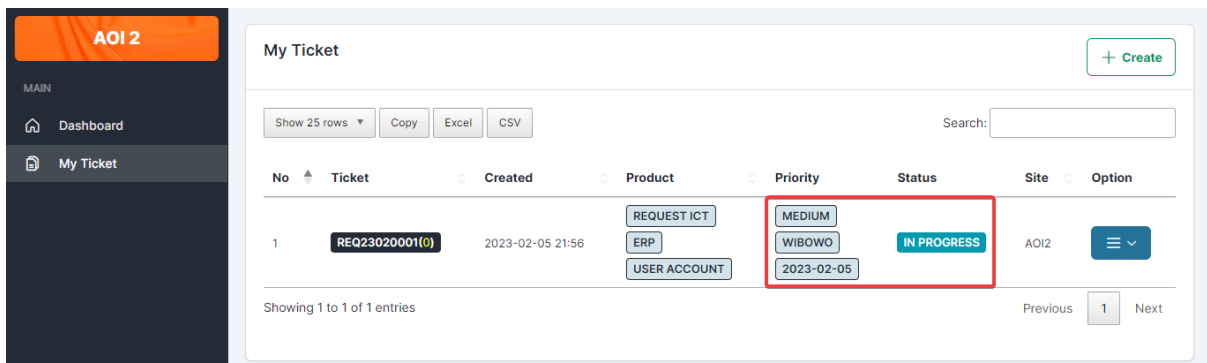 AOI 2
MAIN
Dashboard
My Ticket
My Ticket
+ Create
Show 25 rows ▼ Copy Excel CSV Search:
No Ticket Created Product Priority Status Site Option
REQUEST ICT MEDIUM
1 REQ23020001(0) 2023-02-05 21:56 ERP WIBOWO IN PROGRESS AOI2
USER ACCOUNT 2023-02-05
Showing 1 to 1 of 1 entries Previous 1 Next